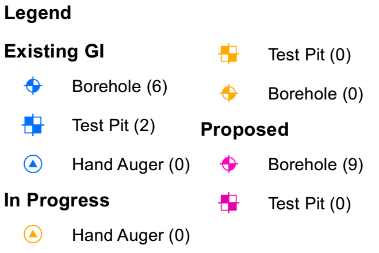 Legend
Existing GI
Borehole (6)
Test Pit (2)
Hand Auger (0)
In Progress
Hand Auger (0)
Test Pit (0)
Borehole (0)
Proposed
Borehole (9)
Test Pit (0)